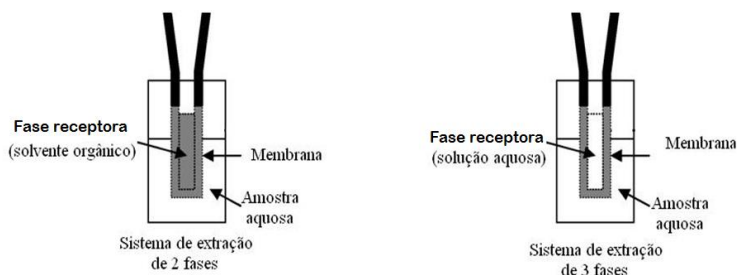 Fase receptora
(solvente orgânico)
Membrana
Amostra
aquosa
Sistema de extração
de 2 fases
Fase receptora
(solução aquosa)
Membrana
Amostra
aquosa
Sistema de extração
de 3 fases